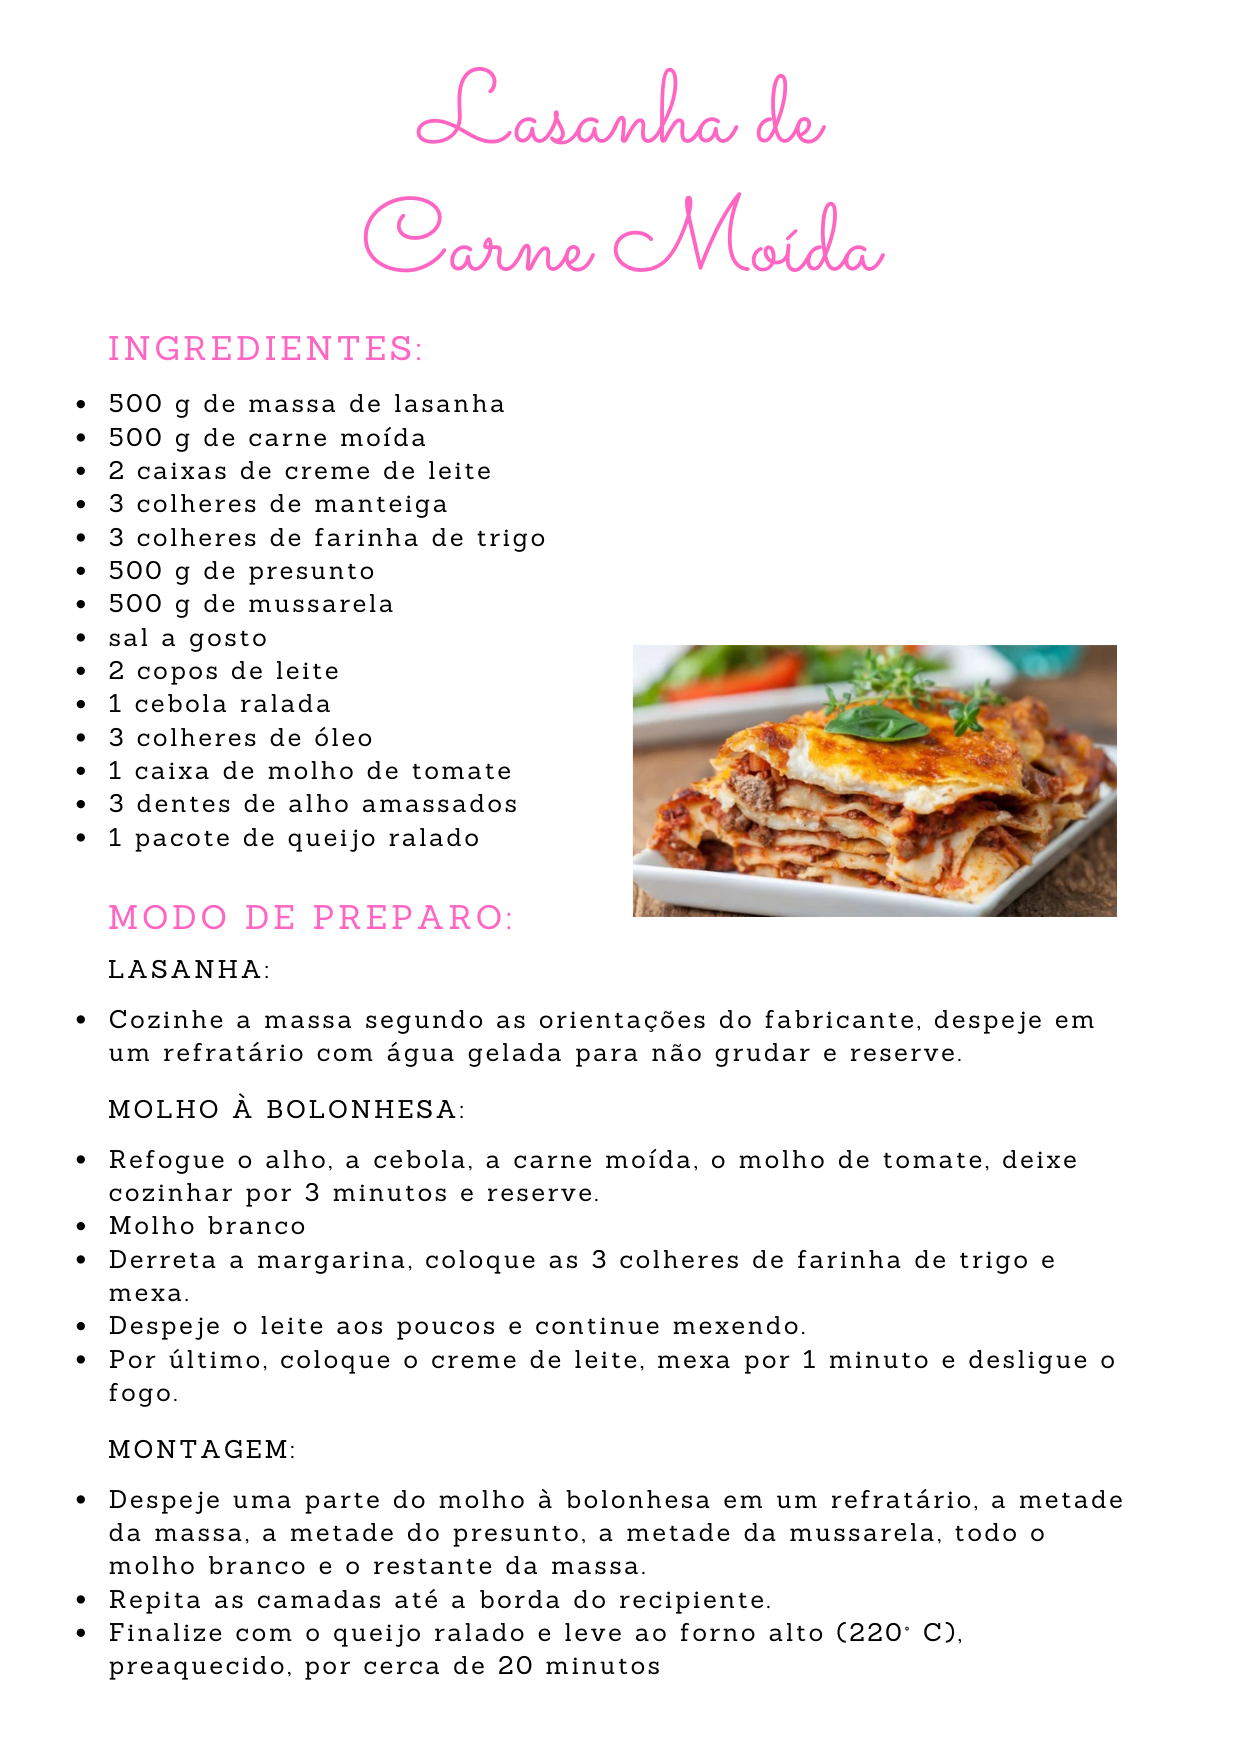 Lasanha de
Carne Moída
INGREDIENTES:
• 500 g de massa de lasanha
• 500 g de carne moída
• 2 caixas de creme de leite
• 3 colheres de manteiga
• 3 colheres de farinha de trigo
• 500 g de presunto
• 500 g de mussarela
• sal a gosto
• 2 copos de leite
• 1 cebola ralada
• 3 colheres de óleo
• 1 caixa de molho de tomate
• 3 dentes de alho amassados
• 1 pacote de queijo ralado
MODO DE PREPARO:
LASANHA:
• Cozinhe a massa segundo as orientações do fabricante, despeje em
um refratário com água gelada para não grudar e reserve.
MOLHO À BOLONHESA:
• Refogue o alho, a cebola, a carne moída, o molho de tomate, deixe
cozinhar por 3 minutos e reserve.
• Molho branco
• Derreta a margarina, coloque as 3 colheres de farinha de trigo e
mexa.
• Despeje o leite aos poucos e continue mexendo.
• Por último, coloque o creme de leite, mexa por 1 minuto e desligue o
fogo.
MONTAGEM:
• Despeje uma parte do molho à bolonhesa em um refratário, a metade
da massa, a metade do presunto, a metade da mussarela, todo o
molho branco e o restante da massa.
• Repita as camadas até a borda do recipiente.
• Finalize com o queijo ralado e leve ao forno alto (220° C),
preaquecido, por cerca de 20 minutos